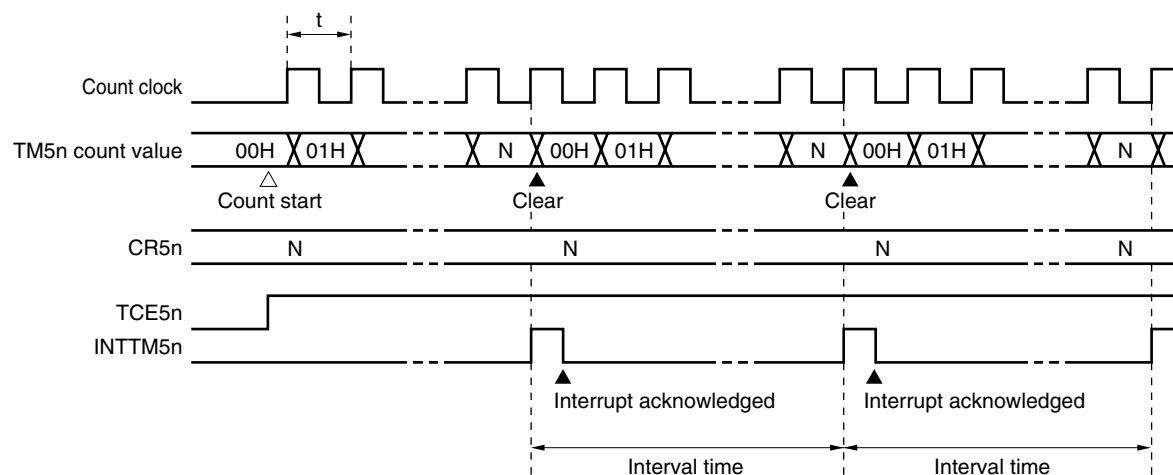 t
Count clock
TM5n count value 00H 01H N 00H 01H N 00H 01H N
Count start Clear Clear
CR5n N N N N
TCE5n
INTTM5n
Interrupt acknowledged Interrupt acknowledged
Interval time Interval time